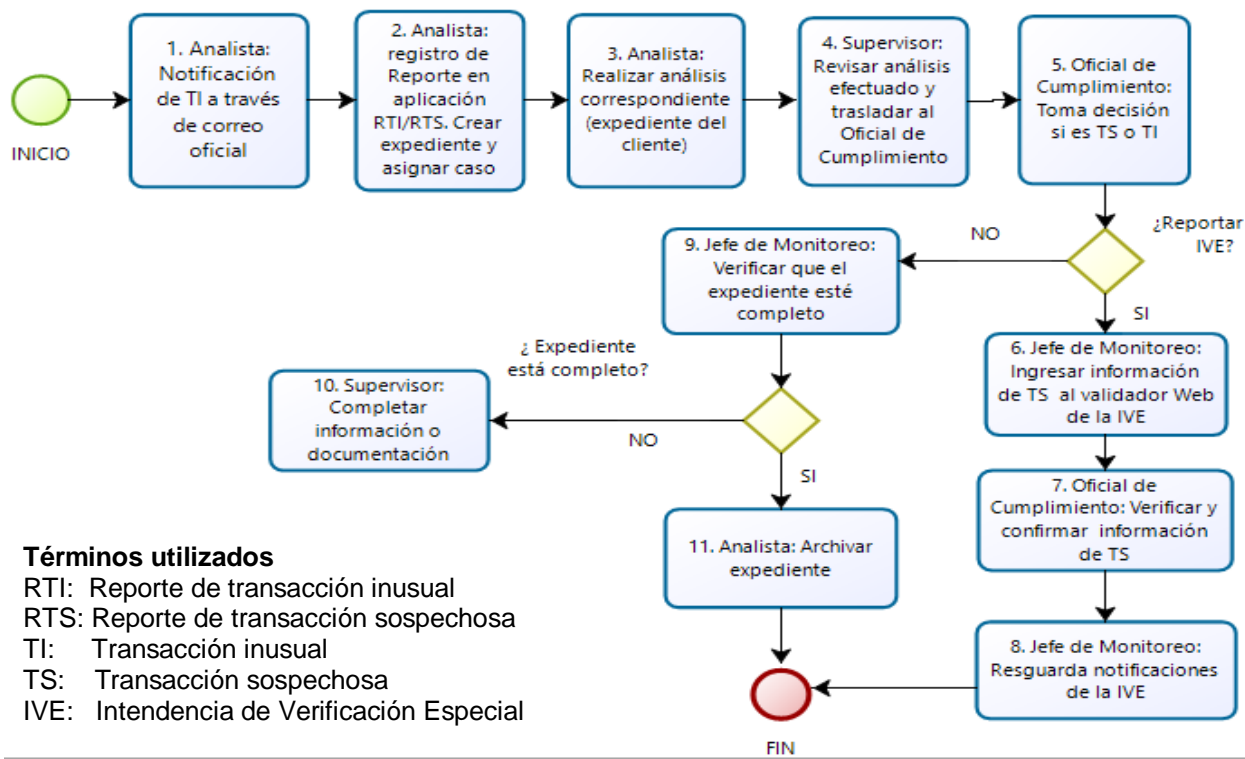 INICIO
1. Analista:
Notificación
de TI a través
de correo
oficial
2. Analista:
registro de
Reporte en
aplicación
RTI/RTS. Crear
expediente y
asignar caso
3. Analista:
Realizar análisis
correspondiente
(expediente del
cliente)
4. Supervisor:
Revisar análisis
efectuado y
trasladar al
Oficial de
Cumplimiento
5. Oficial de
Cumplimiento:
Toma decisión
si es TS o TI
¿Reportar
IVE?
NO
SI
9. Jefe de Monitoreo:
Verificar que el
expediente esté
completo
6. Jefe de Monitoreo:
Ingresar información
de TS al validador Web
de la IVE
¿ Expediente
está completo?
10. Supervisor:
Completar
información o
documentación
NO
SI
7. Oficial de
Cumplimiento: Verificar y
confirmar información
de TS
11. Analista: Archivar
expediente
8. Jefe de Monitoreo:
Resguarda notificaciones
de la IVE
FIN
Términos utilizados
RTI: Reporte de transacción inusual
RTS: Reporte de transacción sospechosa
TI: Transacción inusual
TS: Transacción sospechosa
IVE: Intendencia de Verificación Especial